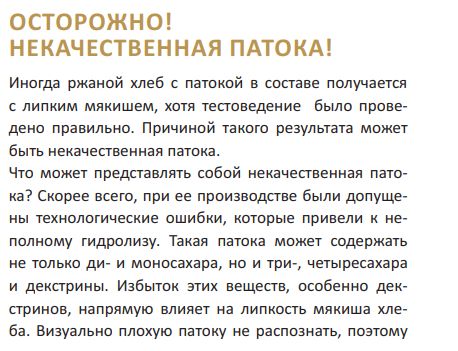 ОСТОРОЖНО!
НЕКАЧЕСТВЕННАЯ ПАТОКА!
Иногда ржаной хлеб с патокой в составе получается
с липким мякишем, хотя тестоведение было прове-
дено правильно. Причиной такого результата может
быть некачественная патока.
Что может представлять собой некачественная пато-
ка? Скорее всего, при ее производстве были допуще-
ны технологические ошибки, которые привели к не-
полному гидролизу. Такая патока может содержать
не только ди- и моносахара, но и три-, четыресахара
и декстрины. Избыток этих веществ, особенно дек-
стринов, напрямую влияет на липкость мякиша хле-
ба. Визуально плохую патоку не распознать, поэтому